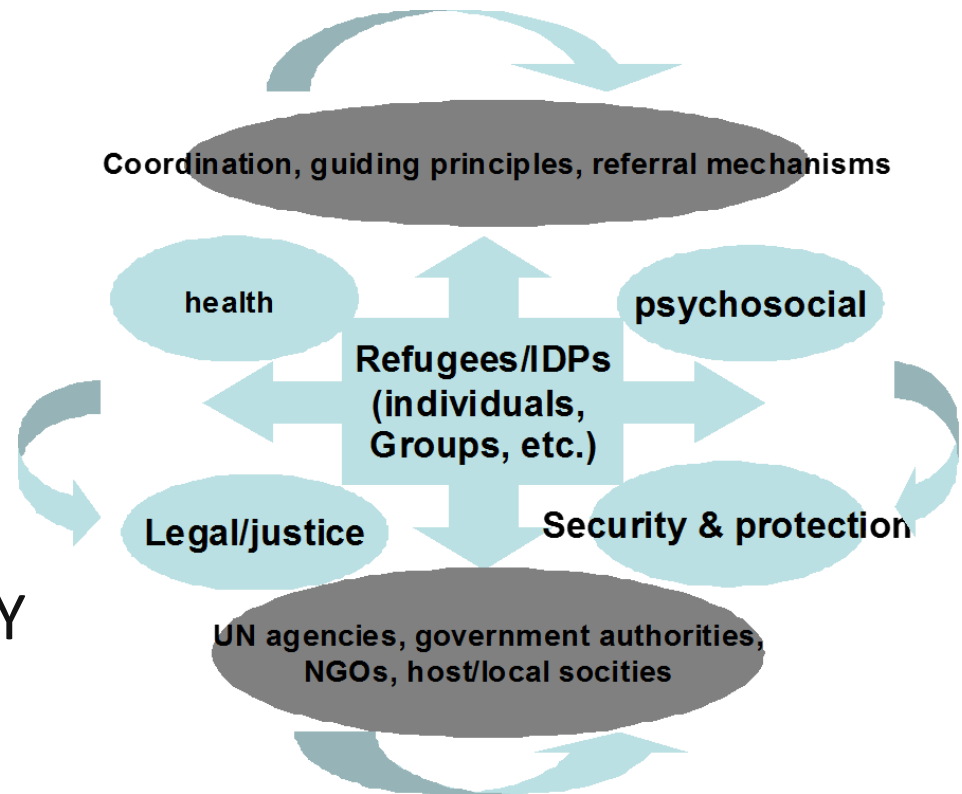 Coordination, guiding principles, referral mechanisms
health
psychosocial
Refugees/IDPs
(individuals,
Groups, etc.)
Legal/justice
Security & protection
Y
UN agencies, government authorities,
NGOs, host/local socities